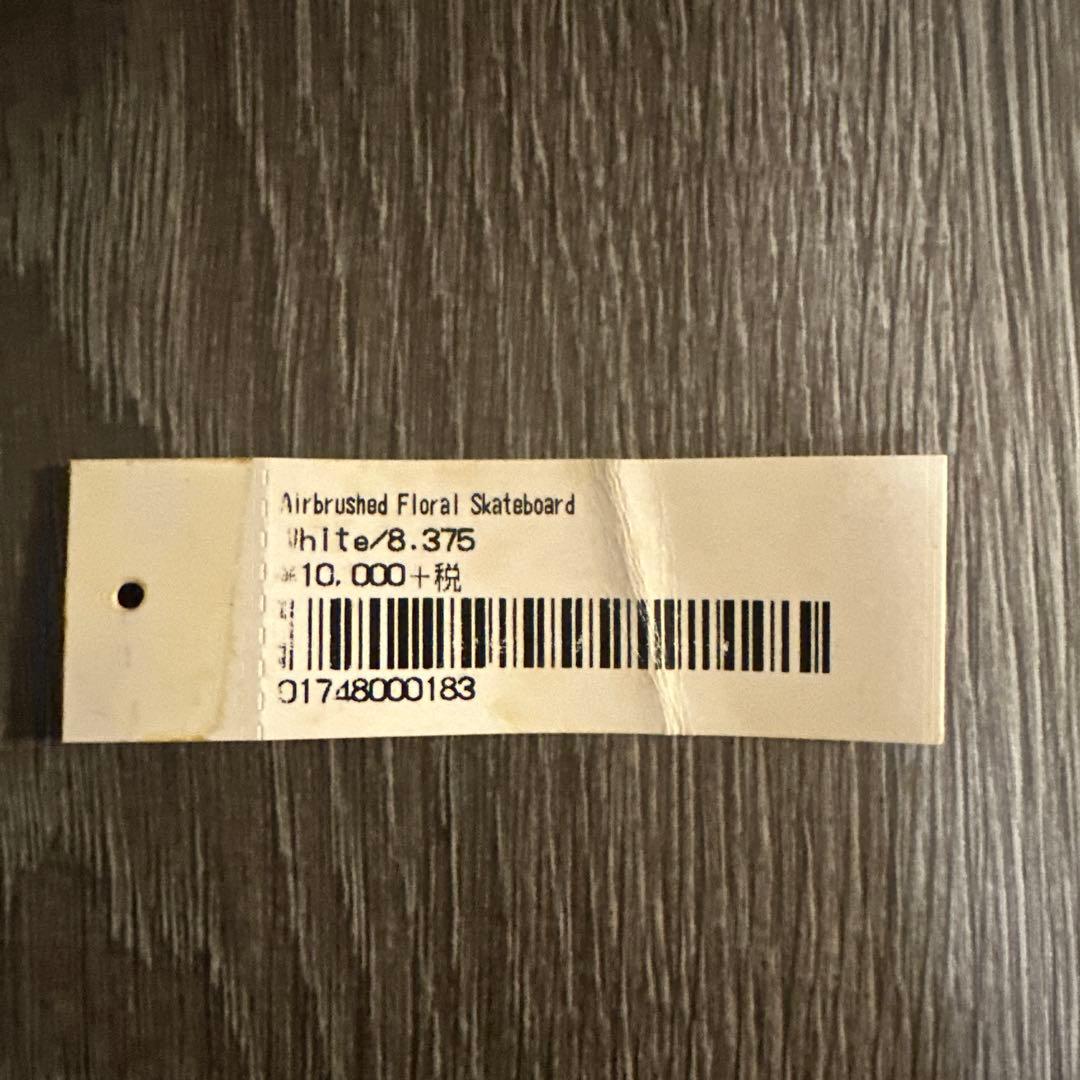 Airbrushed Floral Skateboard
White/8.375
¥10,000+税
01748000183